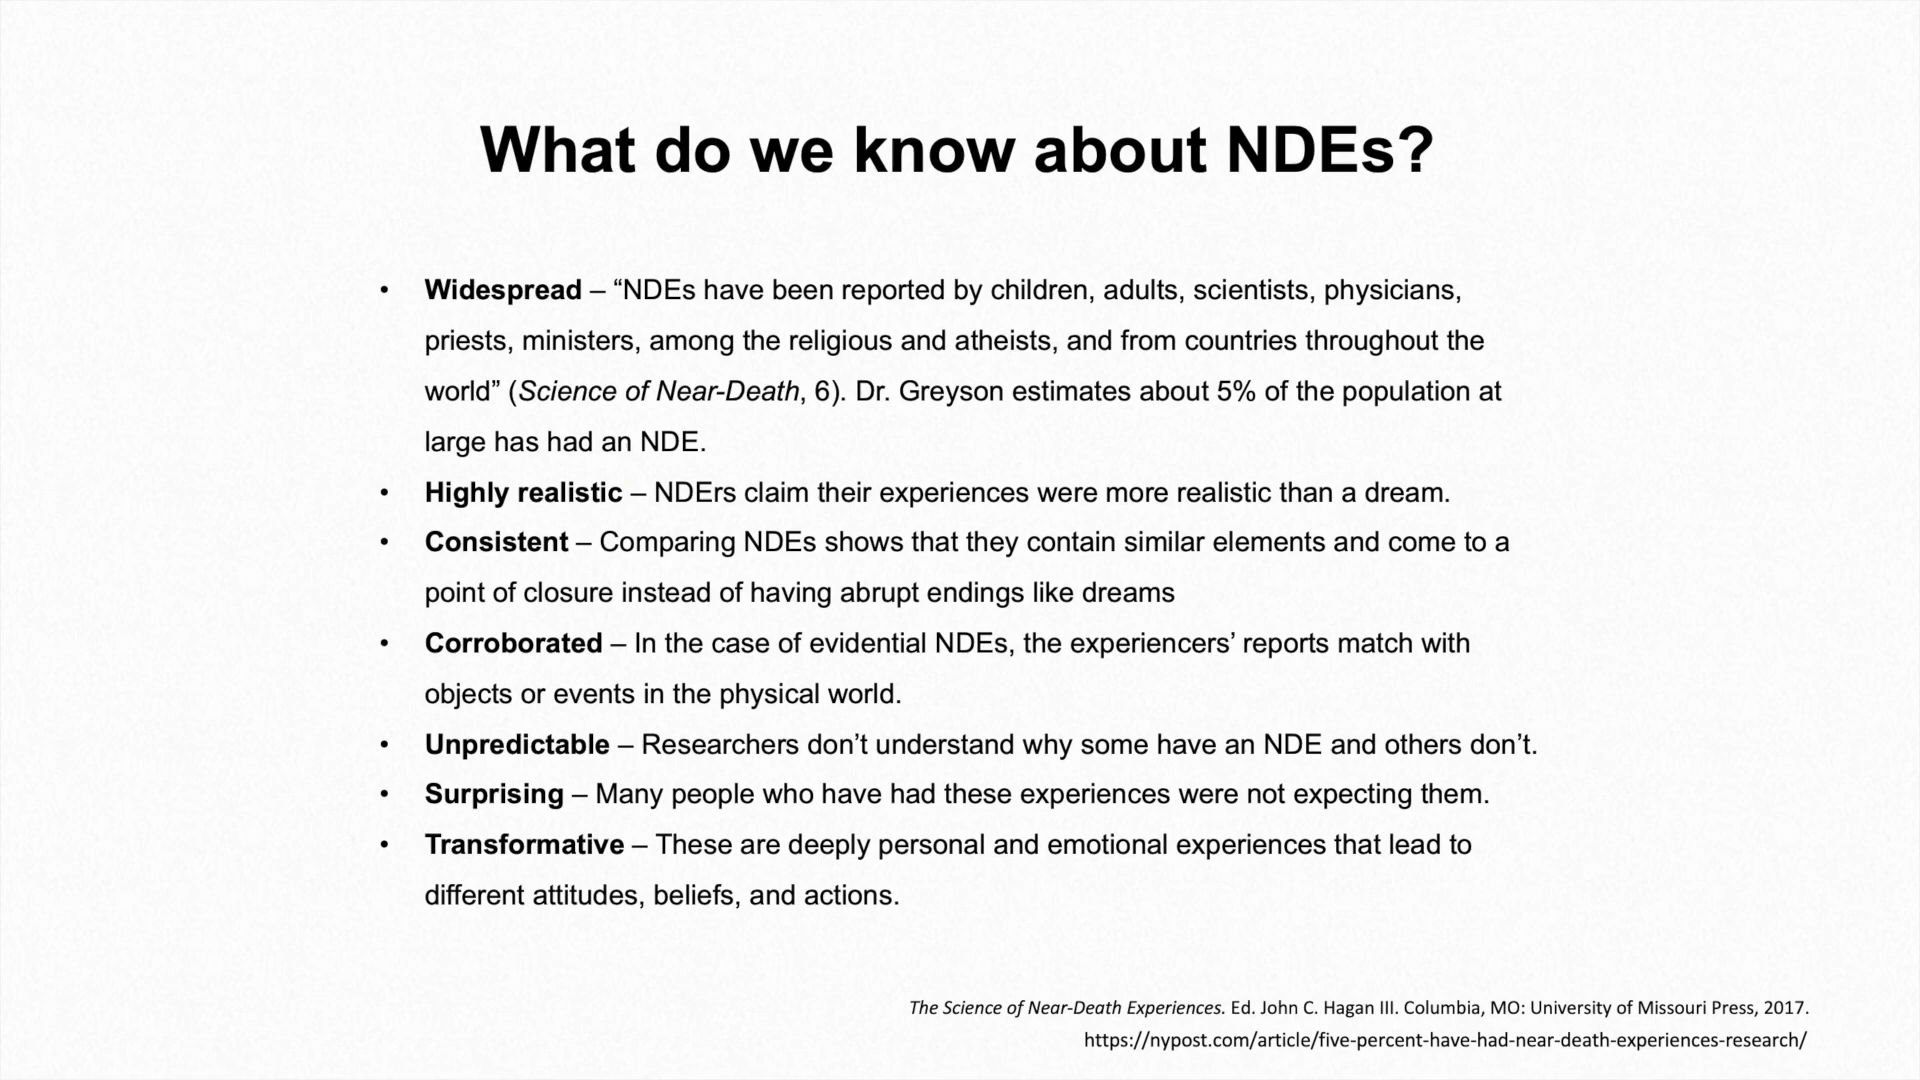 What do we know about NDEs?
• Widespread – “NDEs have been reported by children, adults, scientists, physicians,
priests, ministers, among the religious and atheists, and from countries throughout the
world” (Science of Near-Death, 6). Dr. Greyson estimates about 5% of the population at
large has had an NDE.
• Highly realistic – NDErs claim their experiences were more realistic than a dream.
• Consistent – Comparing NDEs shows that they contain similar elements and come to a
point of closure instead of having abrupt endings like dreams
• Corroborated – In the case of evidential NDEs, the experiencers’ reports match with
objects or events in the physical world.
• Unpredictable – Researchers don’t understand why some have an NDE and others don’t.
• Surprising – Many people who have had these experiences were not expecting them.
• Transformative – These are deeply personal and emotional experiences that lead to
different attitudes, beliefs, and actions.
The Science of Near-Death Experiences. Ed. John C. Hagan III. Columbia, MO: University of Missouri Press, 2017.
https://nypost.com/article/five-percent-have-had-near-death-experiences-research/